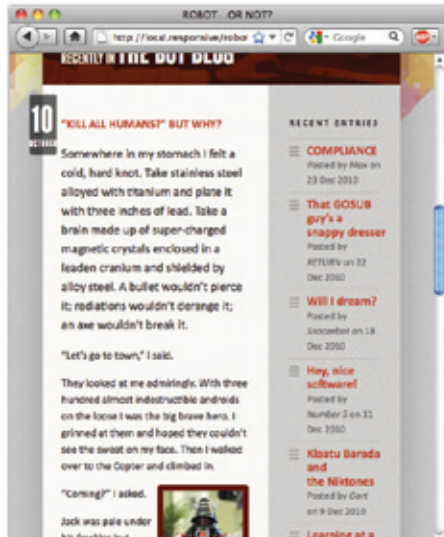 ROBOT...OR NOT?
http://local.responsive/robot
Google
RECENTLY IN THE BOT BLOG
10
OCTOBER
"KILL ALL HUMANS?" BUT WHY?
Somewhere in my stomach I felt a
cold, hard knot. Take stainless steel
alloyed with titanium and plate it
with three inches of lead. Take a
brain made up of super-charged
magnetic crystals enclosed in a
leaden cranium and shielded by
alloy steel. A bullet wouldn't pierce
it; radiations wouldn't derange it;
an axe wouldn't break it.
"Let's go to town," I said.
They looked at me admiringly. With three
hundred almost indestructible androids
on the loose I was the big brave hero. I
grinned at them and hoped they couldn't
see the sweat on my face. Then I walked
over to the Copter and climbed in.
"Coming?" I asked.
Jack was pale under
his freckles but
RECENT ENTRIES
COMPLIANCE
Posted by Max on
23 Dec 2010
That GOSUB
guy's a
snappy dresser
Posted by
RETURN on 22
Dec 2010
Will I dream?
Posted by
on 18
Dec 2010
Hey, nice
software!
Posted by
Number 5 on 11
Dec 2010
Klaatu Barada
and
the Niktones
Posted by Gort
on 9 Dec 2010
Learning at a